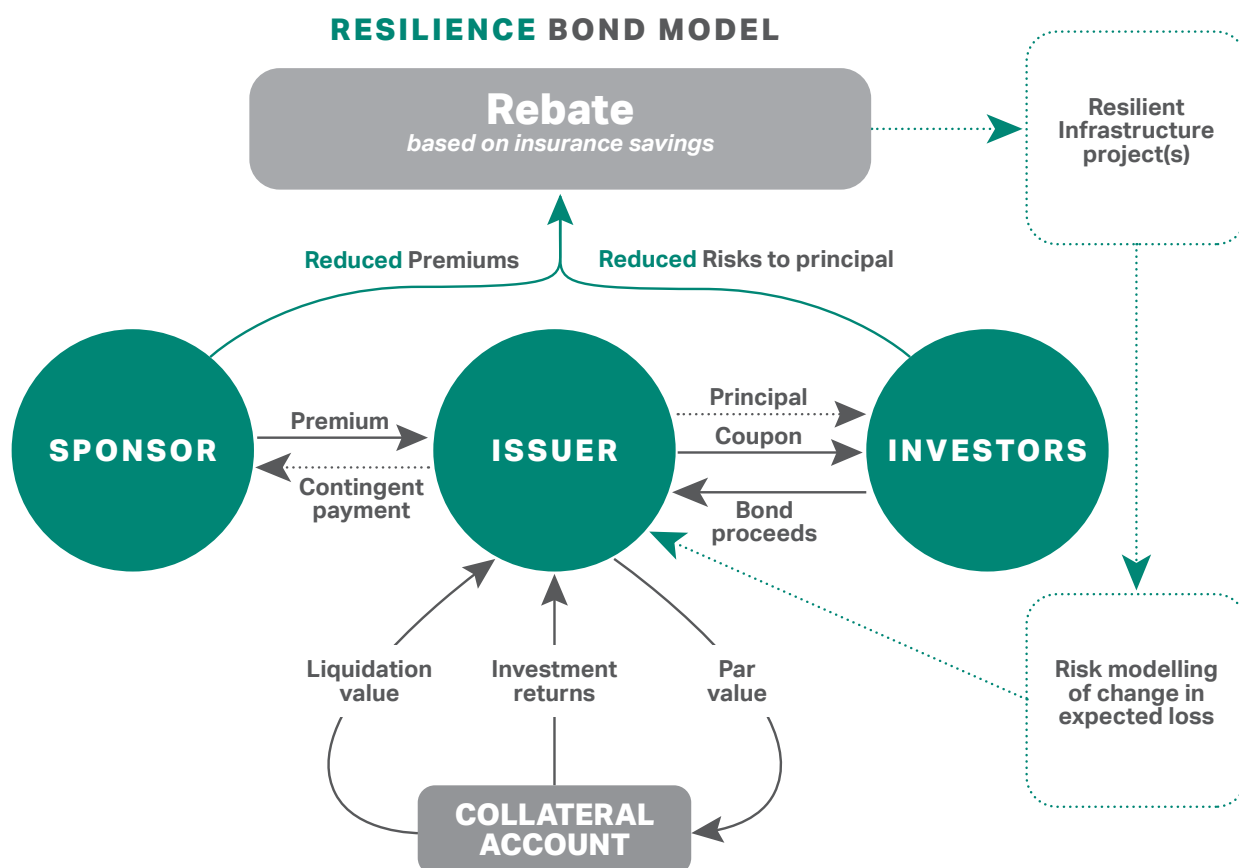 RESILIENCE BOND MODEL
Rebate
based on insurance savings
Resilient
Infrastructure
project(s)
Reduced Premiums
Reduced Risks to principal
SPONSOR
Premium
Contingent
payment
ISSUER
Principal
Coupon
Bond
proceeds
INVESTORS
Liquidation
value
Investment
returns
Par
value
Risk modelling
of change in
expected loss
COLLATERAL
ACCOUNT